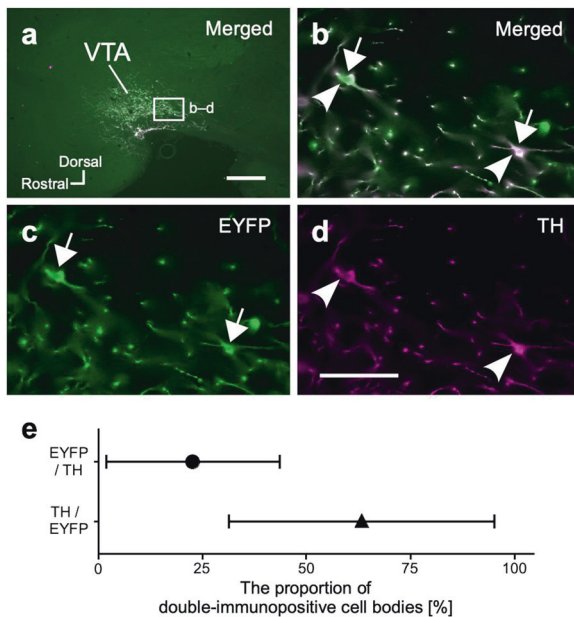 a
Merged
VTA
b–d
Dorsal
Rostral
b
Merged
c
EYFP
d
TH
e
EYFP
/ TH
TH /
EYFP
0
25
50
75
100
The proportion of
double-immunopositive cell bodies [%]